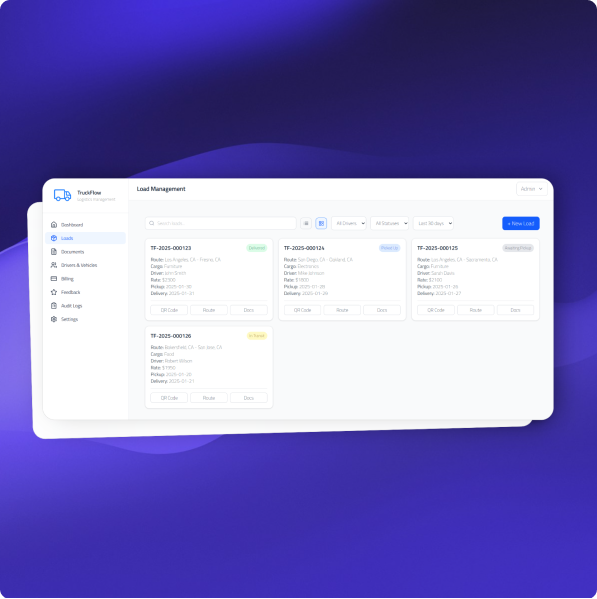 TruckFlow
Logistics Management
Load Management
Admin
Dashboard
Loads
Documents
Drivers & Vehicles
Billing
Feedback
Audit Logs
Settings
Search loads...
All Drivers
All Statuses
Last 30 days
+ New Load
TF-2025-000123
Delivered
Route: Los Angeles, CA - Fresno, CA
Cargo: Furniture
Driver: John Smith
Rate: $2300
Pickup: 2025-01-
Delivery: 2025-01-
QR Code
Route
Docs
TF-2025-000124
Picked Up
Route: San Diego, CA - Oakland, CA
Cargo: Electronics
Driver: Mike Johnson
Rate: $1800
Pickup: 2025-01-28
Delivery: 2025-01-29
QR Code
Route
Docs
TF-2025-000125
Awaiting Pickup
Route: Los Angeles, CA - Sacramento, CA
Cargo: Furniture
Driver: Sarah Davis
Rate: $2100
Pickup: 2025-01-26
Delivery: 2025-01-27
QR Code
Route
Docs
TF-2025-000126
In Transit
Route: Bakersfield, CA - San Jose, CA
Cargo: Food
Driver: Robert Wilson
Rate: $1950
Pickup: 2025-01-20
Delivery: 2025-01-21
QR Code
Route
Docs